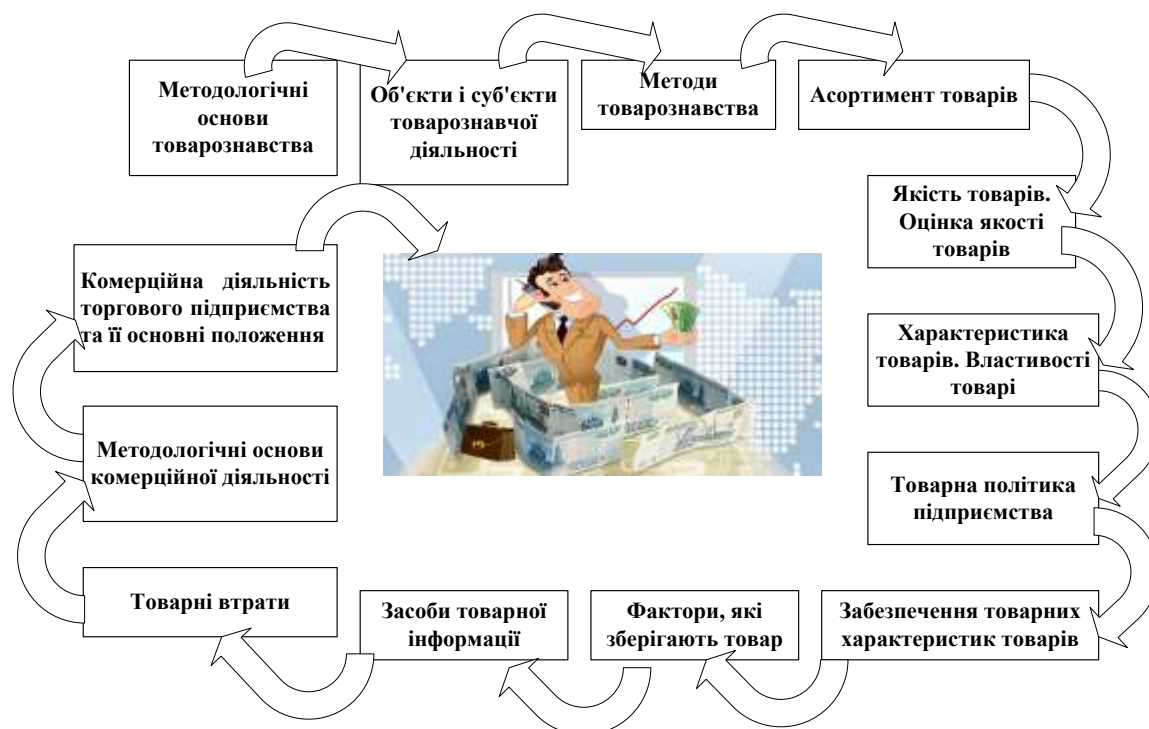 Методологічні
основи
товарознавства
Об'єкти і суб'єкти
товарознавчої
діяльності
Методи
товарознавства
Асортимент товарів
Якість товарів.
Оцінка якості
товарів
Характеристика
товарів. Властивості
товарі
Товарна політика
підприємства
Забезпечення товарних
характеристик товарів
Фактори, які
зберігають товар
Засоби товарної
інформації
Товарні втрати
Методологічні основи
комерційної діяльності
Комерційна діяльність
торгового підприємства
та її основні положення